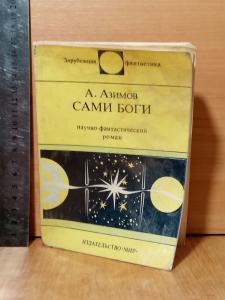 Зарубежная фантастика
А. Азимов
САМИ БОГИ
научно-фантастический
роман
ИЗДАТЕЛЬСТВО «МИР»